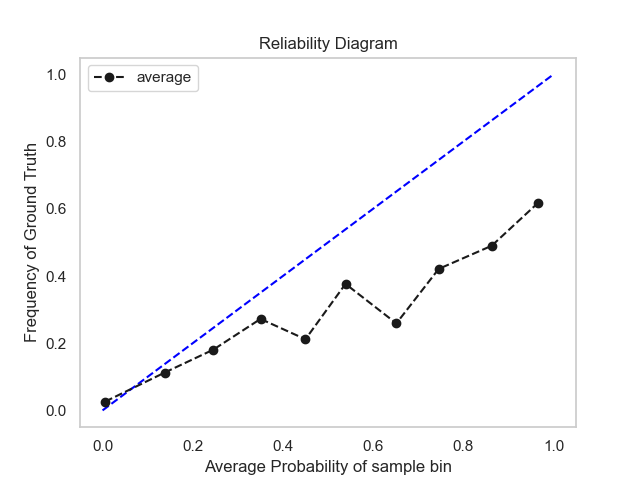 Reliability Diagram
average
Frequency of Ground Truth
1.0
0.8
0.6
0.4
0.2
0.0
0.0 0.2 0.4 0.6 0.8 1.0
Average Probability of sample bin